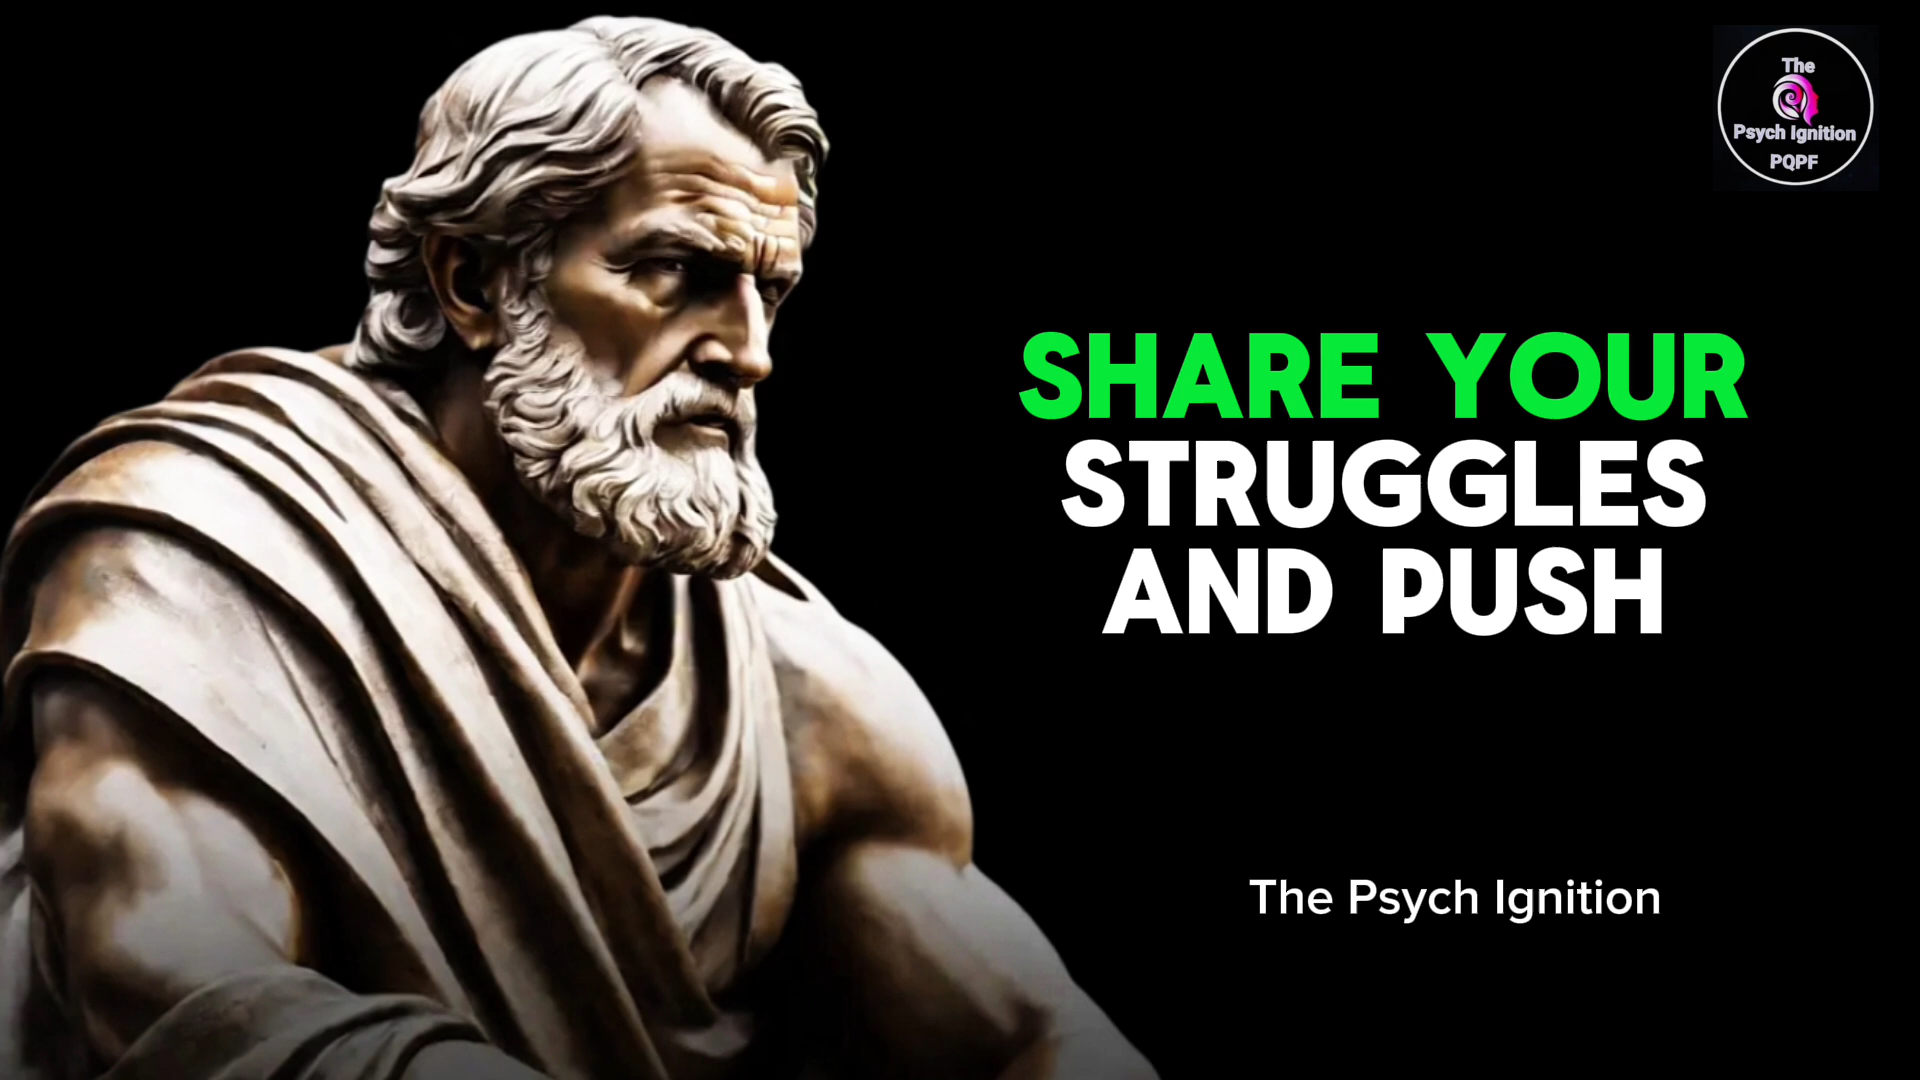 The
Psych Ignition
PQPF
SHARE YOUR
STRUGGLES
AND PUSH
The Psych Ignition